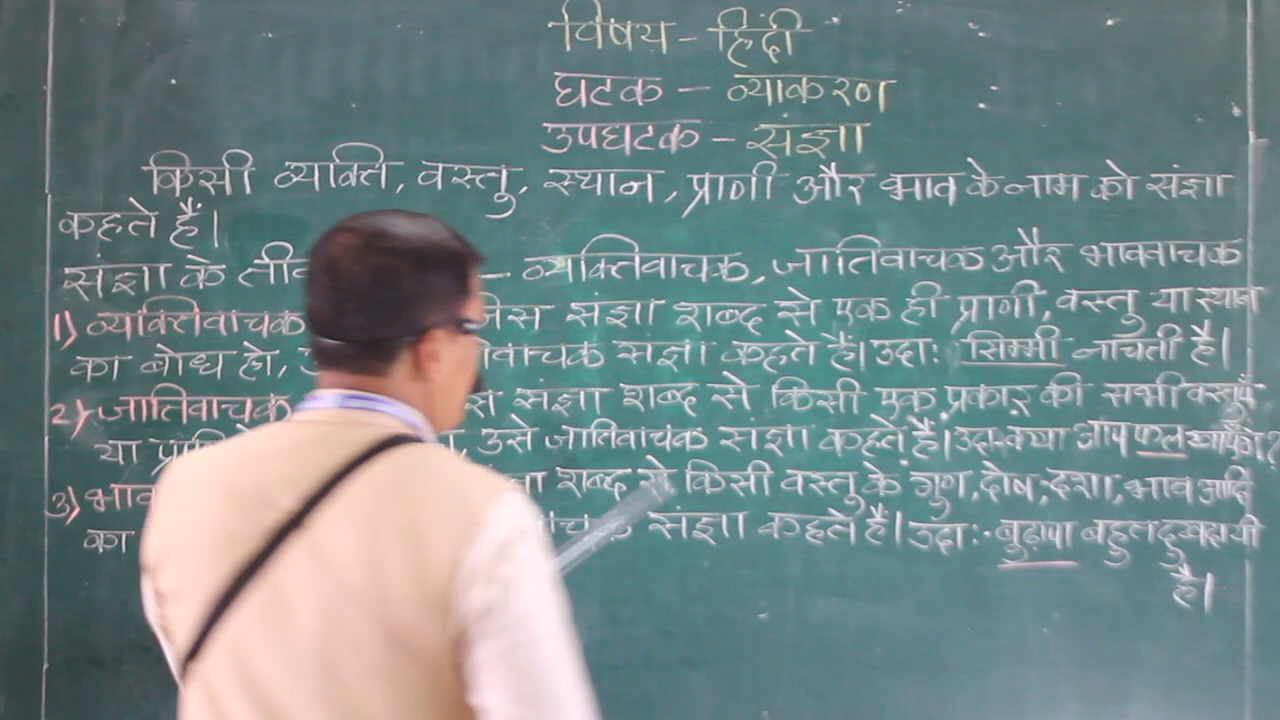 विषय - हिंदी
घटक - व्याकरण
उपघटक - संज्ञा
किसी व्यक्ति, वस्तु, स्थान, प्राणी और भाव के नाम को संज्ञा
कहते हैं।
संज्ञा के तीन - व्यक्तिवाचक, जातिवाचक और भाववाचक
1) व्यक्तिवाचक संज्ञा शब्द से एक ही प्राणी, वस्तु या स्थान
का बोध हो, वाचक संज्ञा कहते हैं। उदाः सिम्मी नाचती है।
2) जातिवाचक संज्ञा शब्द से किसी एक प्रकार की सभी वस्तुएँ
या उसे जातिवाचक संज्ञा कहते हैं। उदा-क्या आप फल
3) भाव शब्द से किसी वस्तु के गुण, दोष, दशा, भाव आदि
का संज्ञा कहते हैं। उदाः- बुढ़ापा बहुत दुखदायी
है।